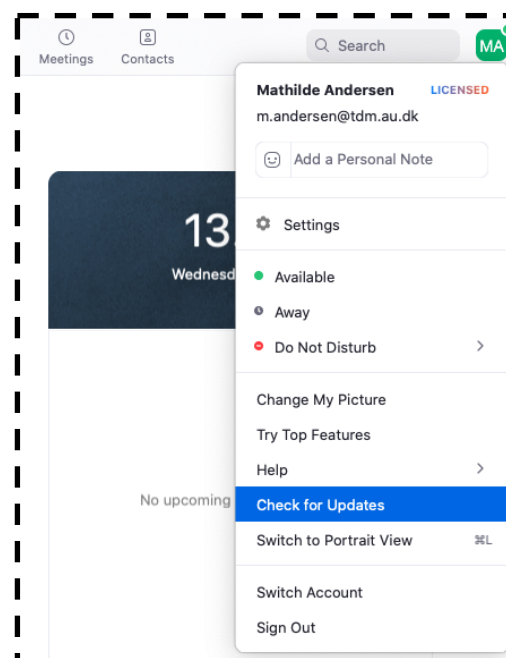 Meetings
Contacts
Search
MA
Mathilde Andersen
LICENSED
m.andersen@tdm.au.dk
Add a Personal Note
Settings
13
Wednesd
Available
Away
Do Not Disturb
Change My Picture
Try Top Features
Help
No upcoming
Check for Updates
Switch to Portrait View
⌘L
Switch Account
Sign Out